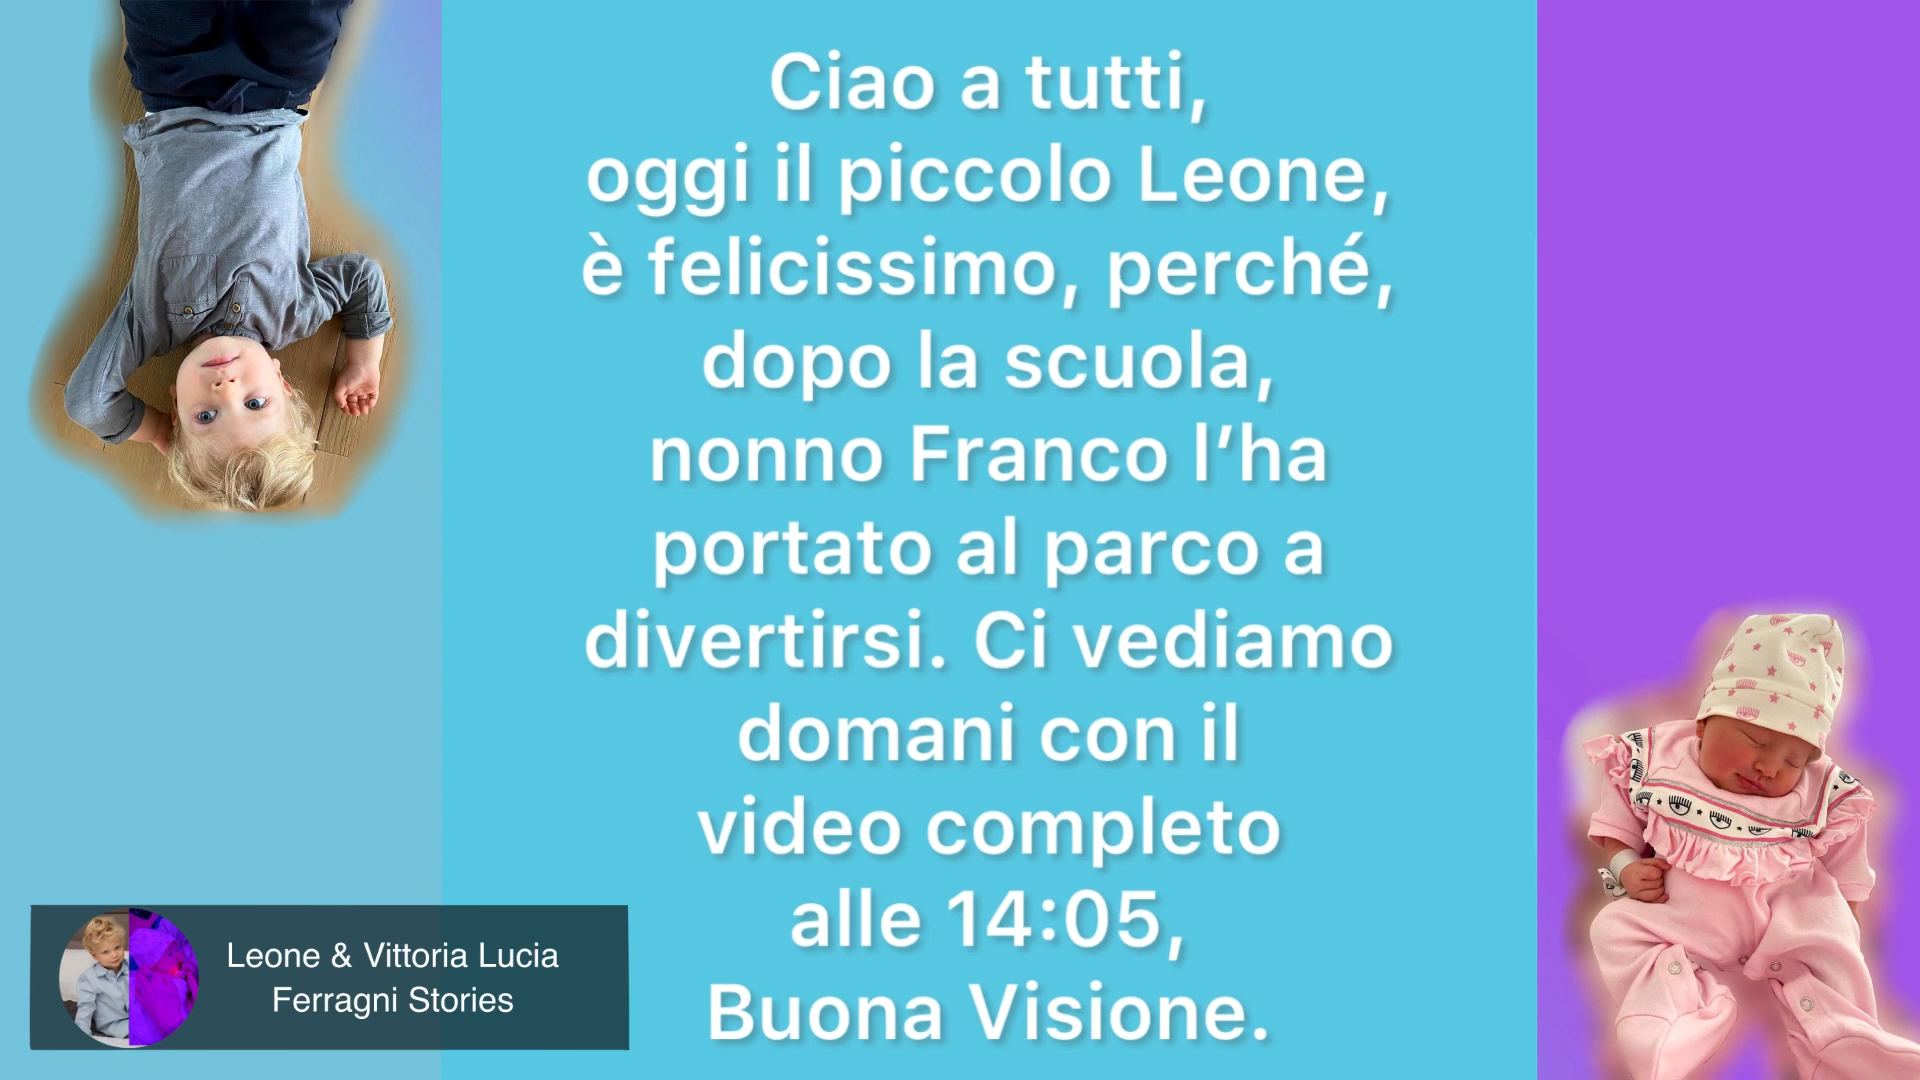 Ciao a tutti,
oggi il piccolo Leone,
è felicissimo, perché,
dopo la scuola,
nonno Franco l’ha
portato al parco a
divertirsi. Ci vediamo
domani con il
video completo
alle 14:05,
Buona Visione.
Leone & Vittoria Lucia
Ferragni Stories